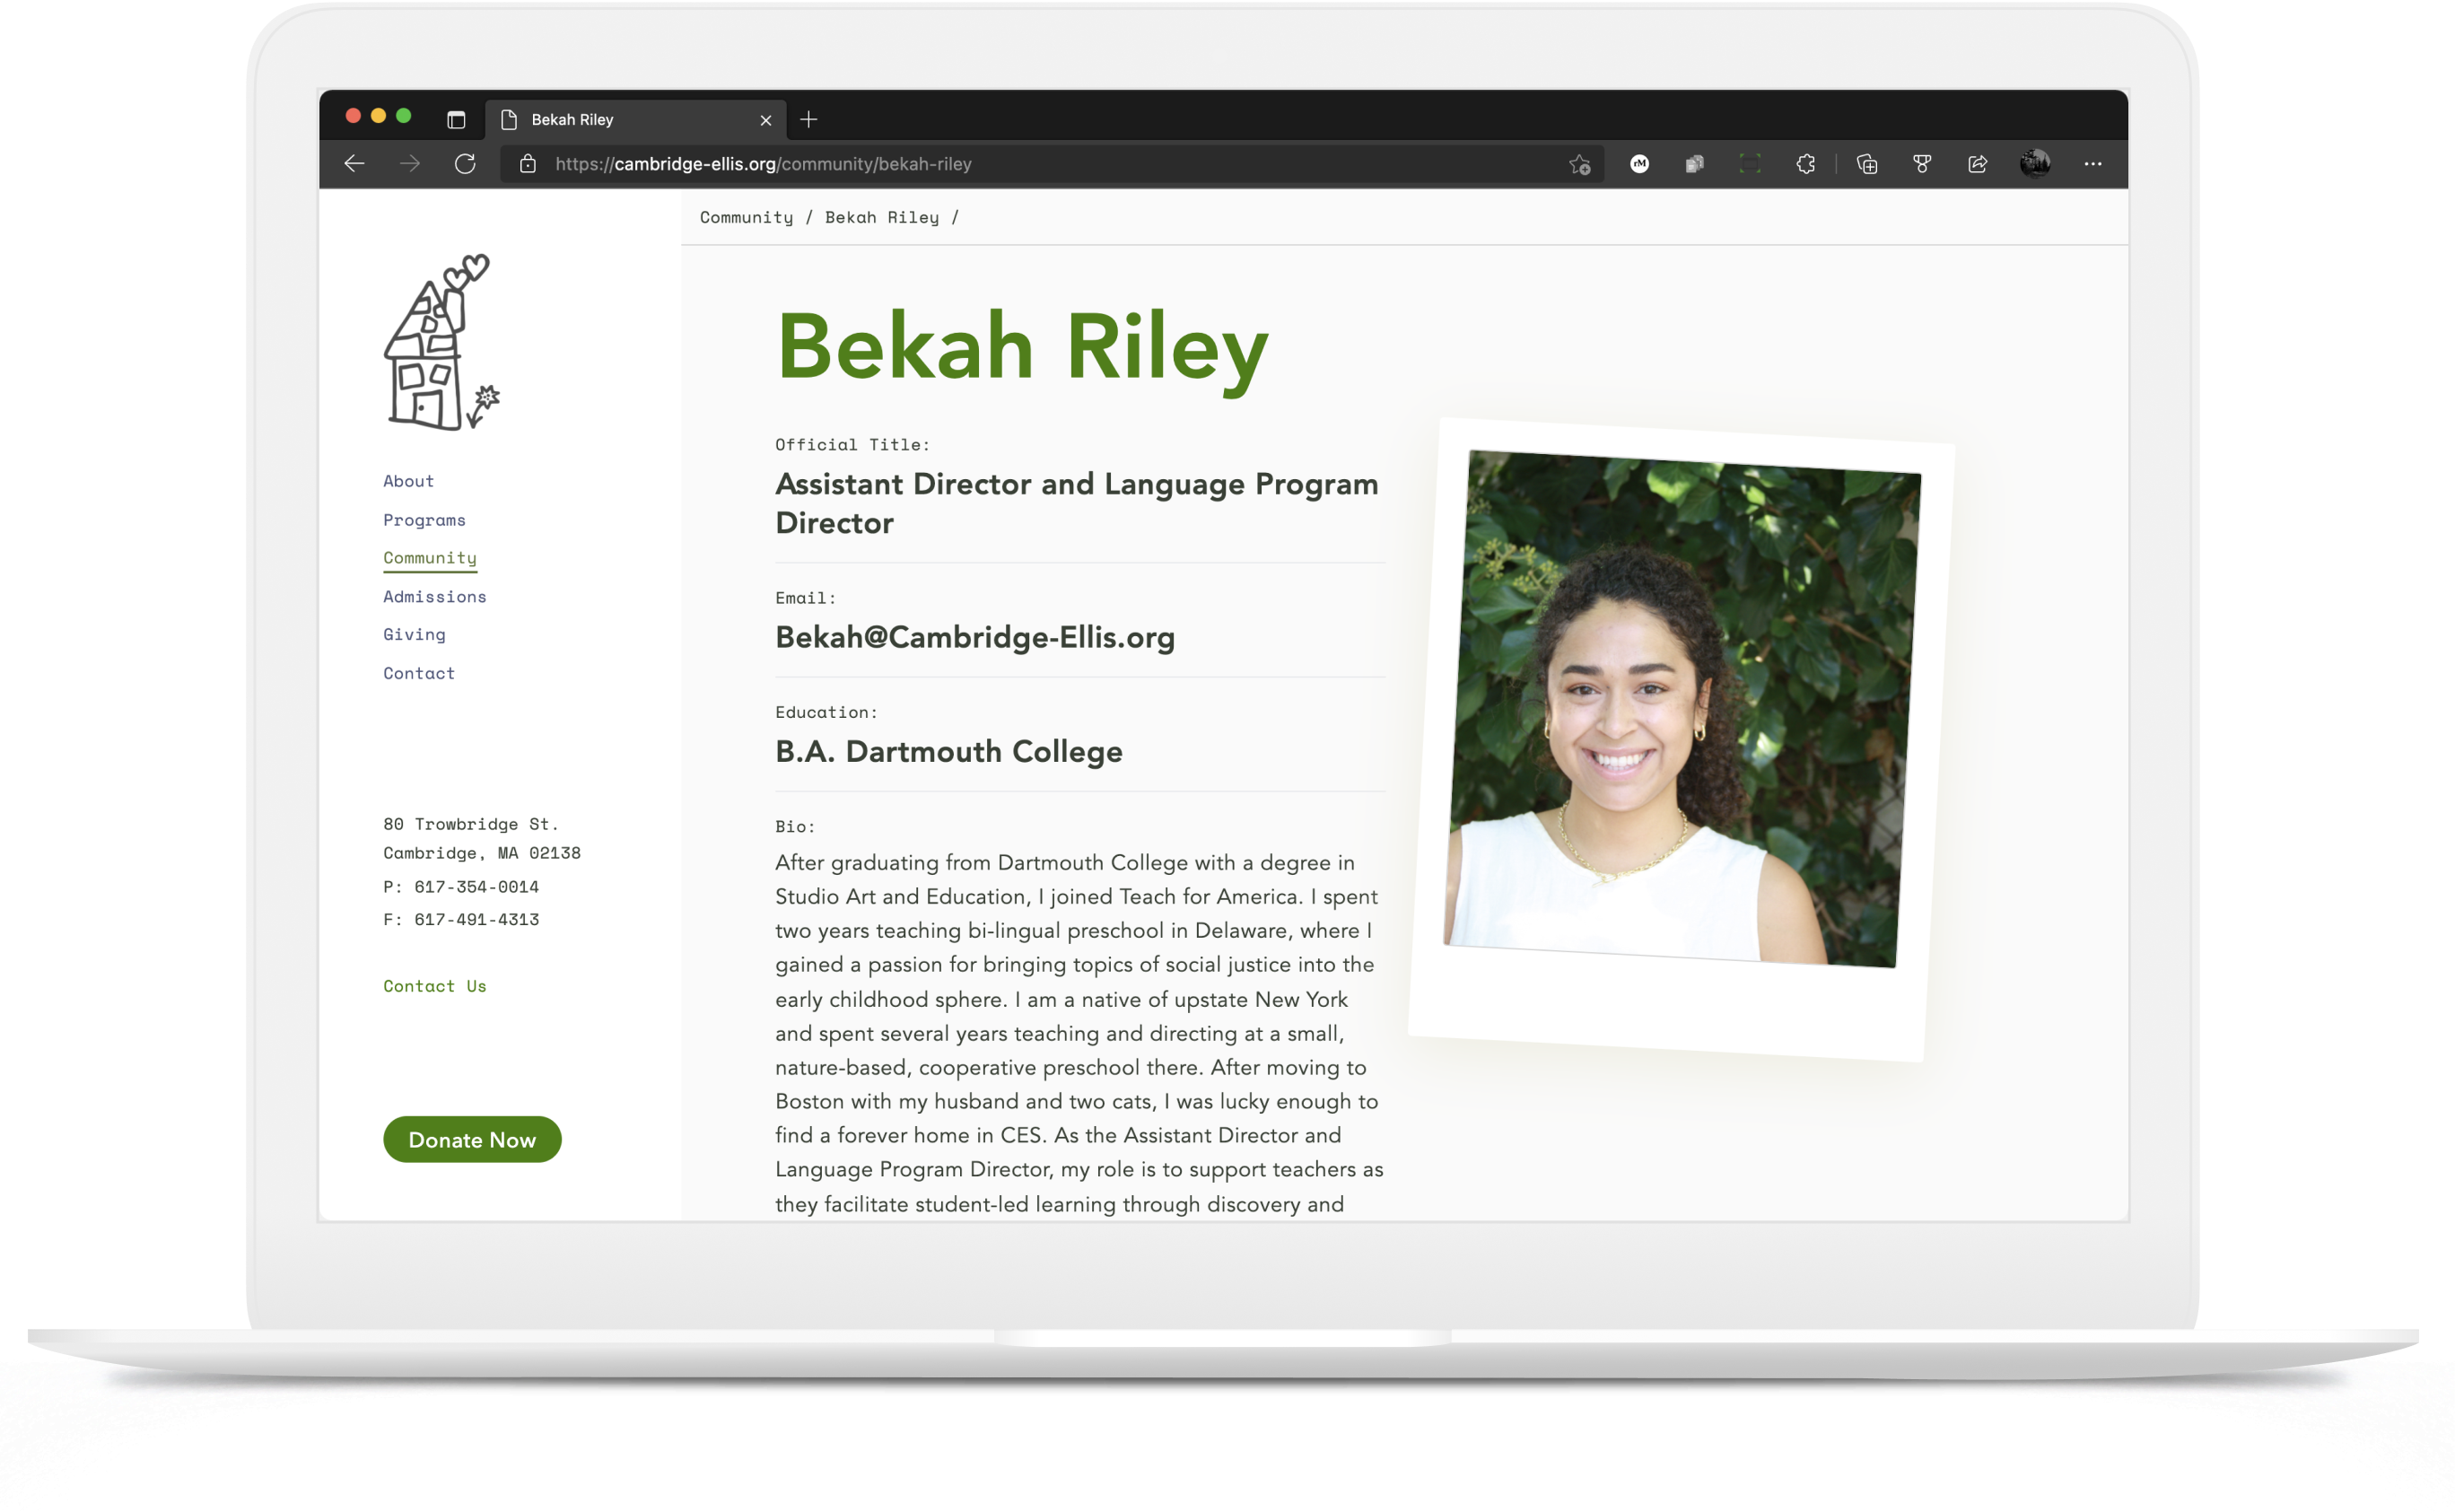 Bekah Riley
https://cambridge-ellis.org/community/bekah-riley
rM
Community / Bekah Riley /
About
Programs
Community
Admissions
Giving
Contact
80 Trowbridge St.
Cambridge, MA 02138
P: 617-354-0014
F: 617-491-4313
Contact Us
Donate Now
Bekah Riley
Official Title:
Assistant Director and Language Program
Director
Email:
Bekah@Cambridge-Ellis.org
Education:
B.A. Dartmouth College
Bio:
After graduating from Dartmouth College with a degree in
Studio Art and Education, I joined Teach for America. I spent
two years teaching bi-lingual preschool in Delaware, where I
gained a passion for bringing topics of social justice into the
early childhood sphere. I am a native of upstate New York
and spent several years teaching and directing at a small,
nature-based, cooperative preschool there. After moving to
Boston with my husband and two cats, I was lucky enough to
find a forever home in CES. As the Assistant Director and
Language Program Director, my role is to support teachers as
they facilitate student-led learning through discovery and